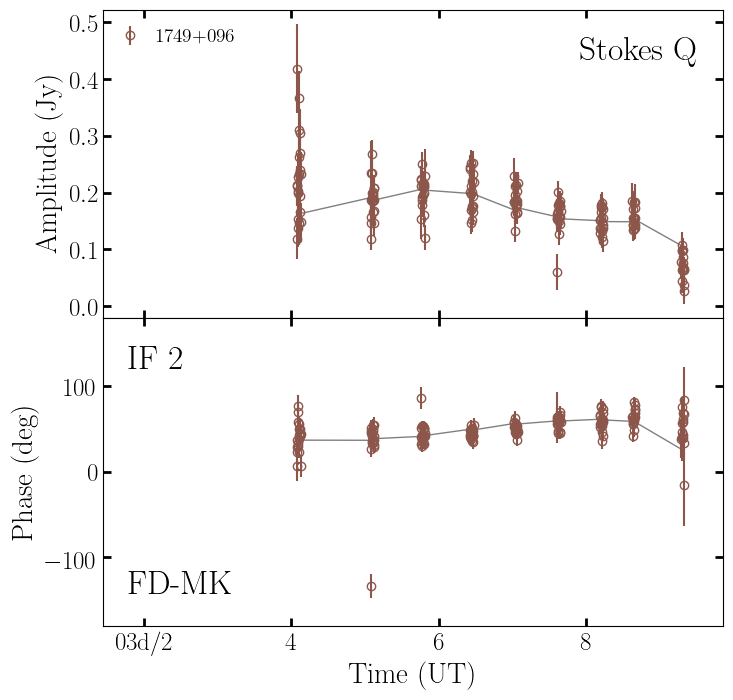 1749+096
Stokes Q
Amplitude (Jy)
0.5
0.4
0.3
0.2
0.1
0.0
IF 2
Phase (deg)
100
0
−100
FD-MK
03d/2
4
6
8
Time (UT)